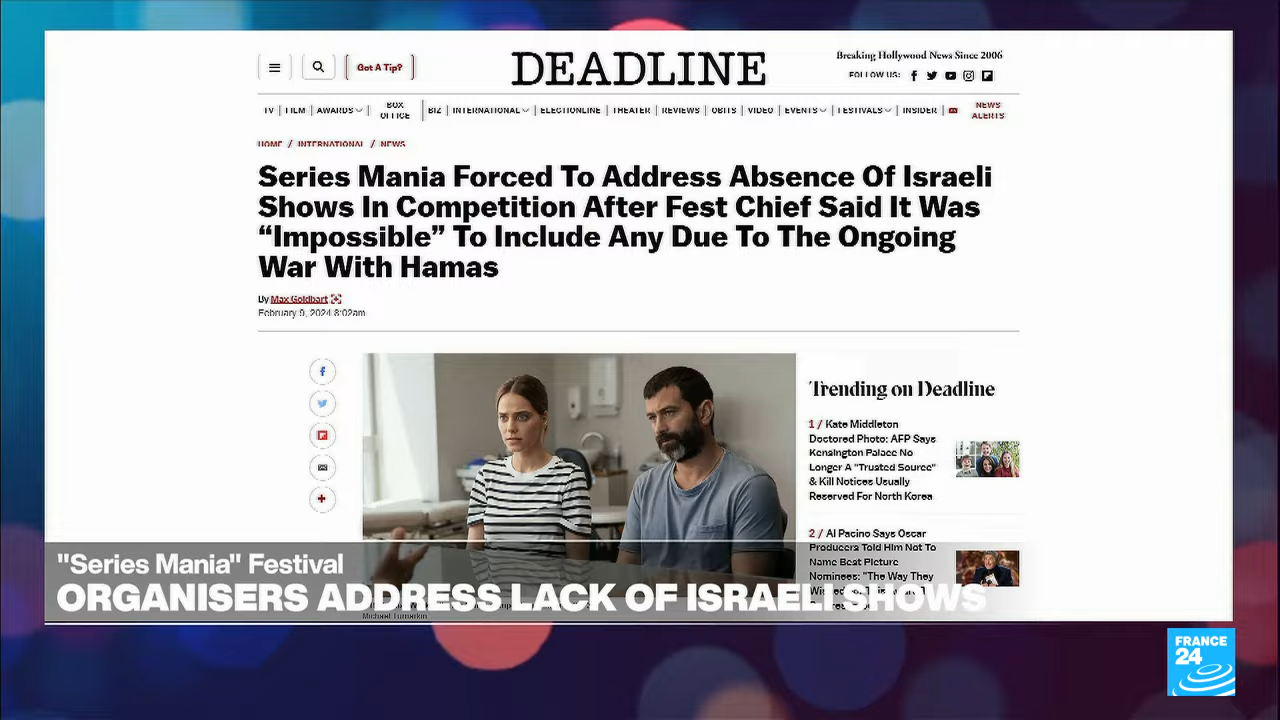 Got A Tip?
DEADLINE
Breaking Hollywood News Since 2006
FOLLOW US:
TV | FILM | AWARDS | BOX OFFICE | BIZ | INTERNATIONAL | ELECTIONLINE | THEATER | REVIEWS | OBITS | VIDEO | EVENTS | FESTIVALS | INSIDER | NEWS ALERTS
HOME / INTERNATIONAL / NEWS
Series Mania Forced To Address Absence Of Israeli
Shows In Competition After Fest Chief Said It Was
“Impossible” To Include Any Due To The Ongoing
War With Hamas
By Max Goldbart
February 9, 2024 8:02am
Trending on Deadline
1 / Kate Middleton
Doctored Photo: AFP Says
Kensington Palace No
Longer A "Trusted Source"
& Kill Notices Usually
Reserved For North Korea
2 / Al Pacino Says Oscar
Producers Told Him Not To
Name Best Picture
Nominees: "The Way They
"Series Mania" Festival
ORGANISERS ADDRESS LACK OF ISRAELI SHOWS
Michael Tumarkin
FRANCE
24